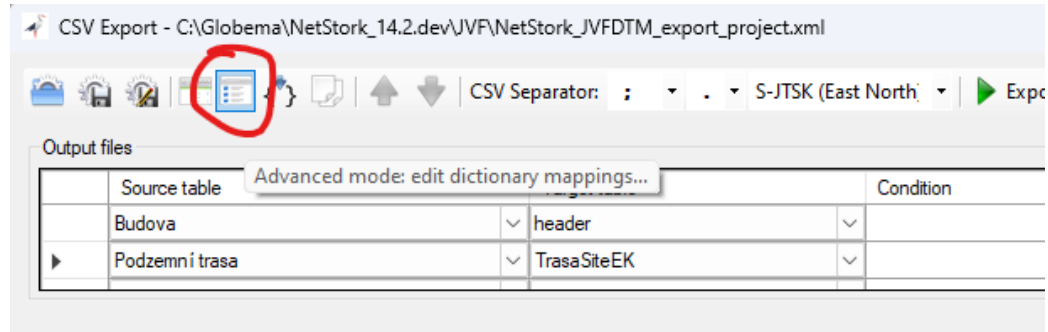 CSV Export - C:\Globema\NetStork_14.2.dev\JVF\NetStork_JVFDTM_export_project.xml
CSV Separator: ; . S-JTSK (East North)
Output files
Source table Condition
Advanced mode: edit dictionary mappings...
Budova header
Podzemní trasa TrasaSiteEK